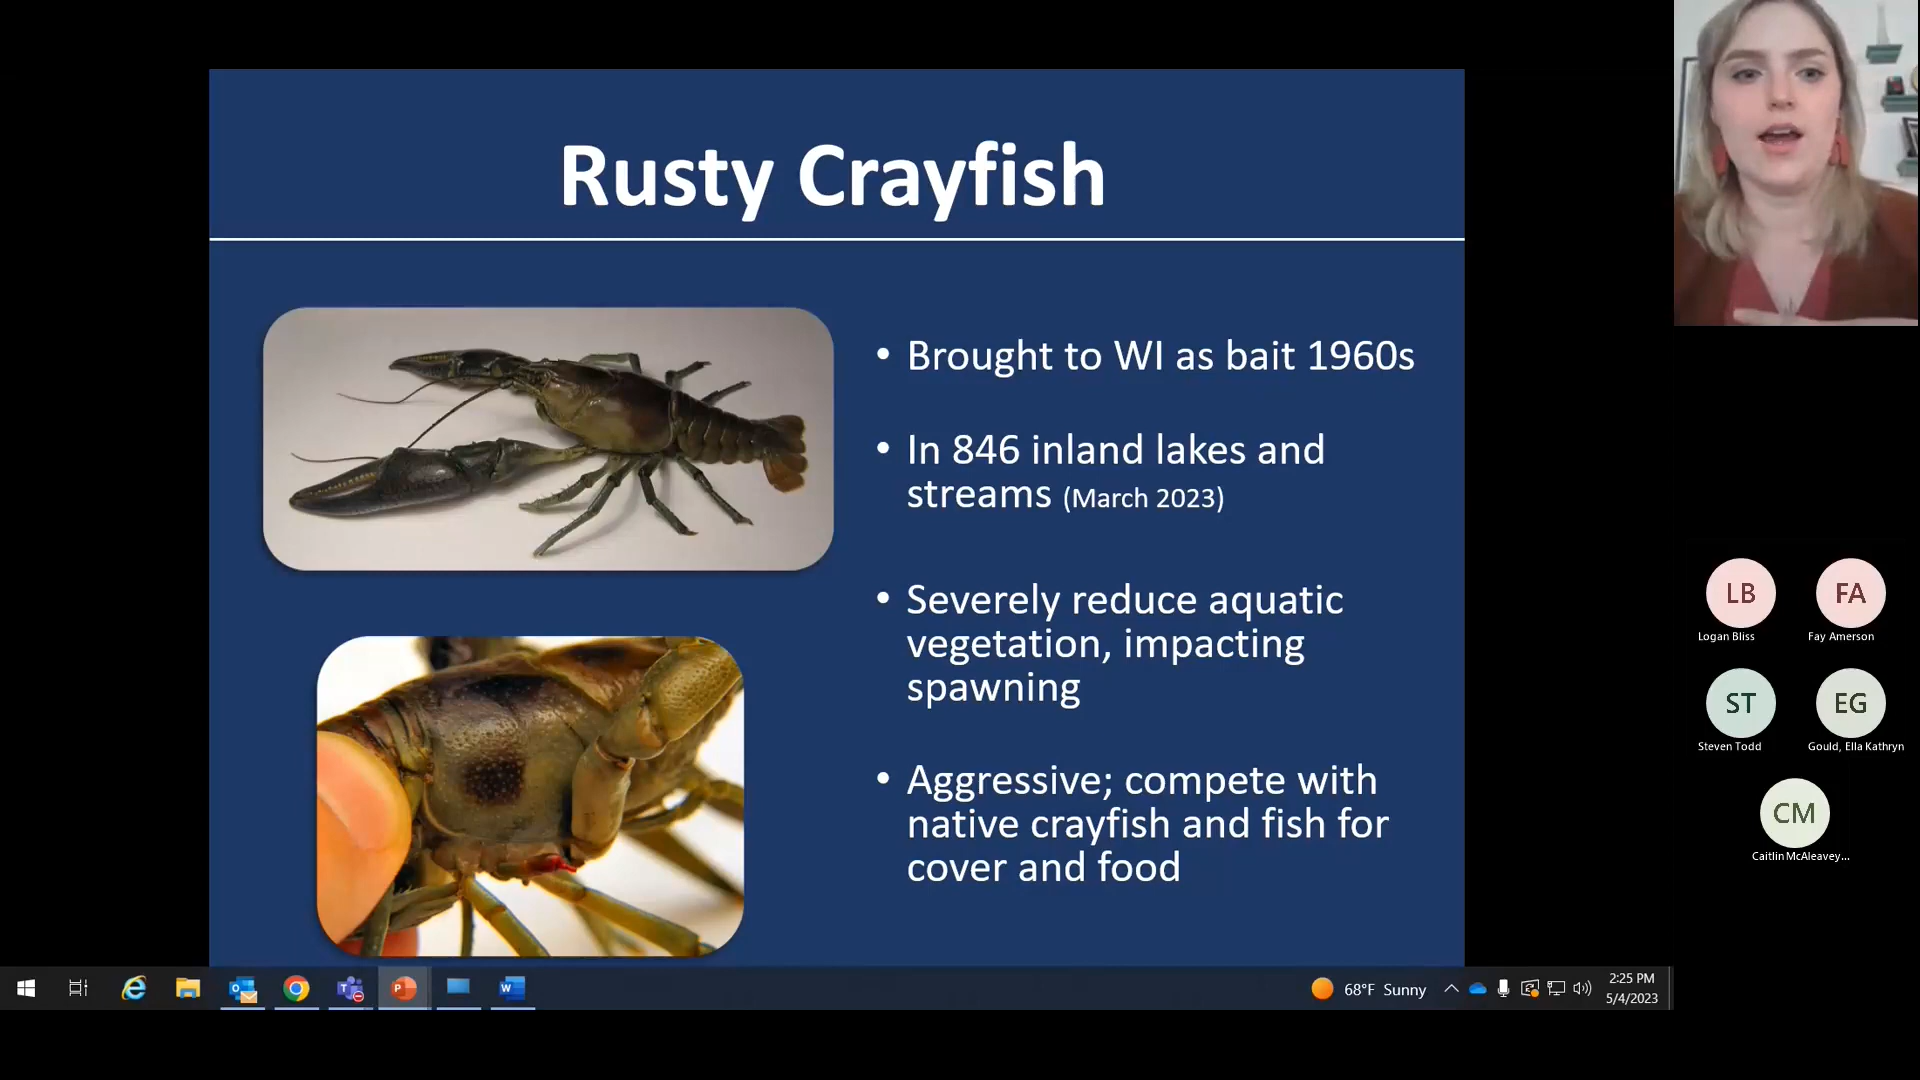 Rusty Crayfish
• Brought to WI as bait 1960s
• In 846 inland lakes and
streams (March 2023)
• Severely reduce aquatic
vegetation, impacting
spawning
• Aggressive; compete with
native crayfish and fish for
cover and food
LB
FA
Logan Bliss
Fay Amerson
ST
EG
Steven Todd
Gould, Ella Kathryn
CM
Caitlin McAleavey...
68°F Sunny
2:25 PM
5/4/2023